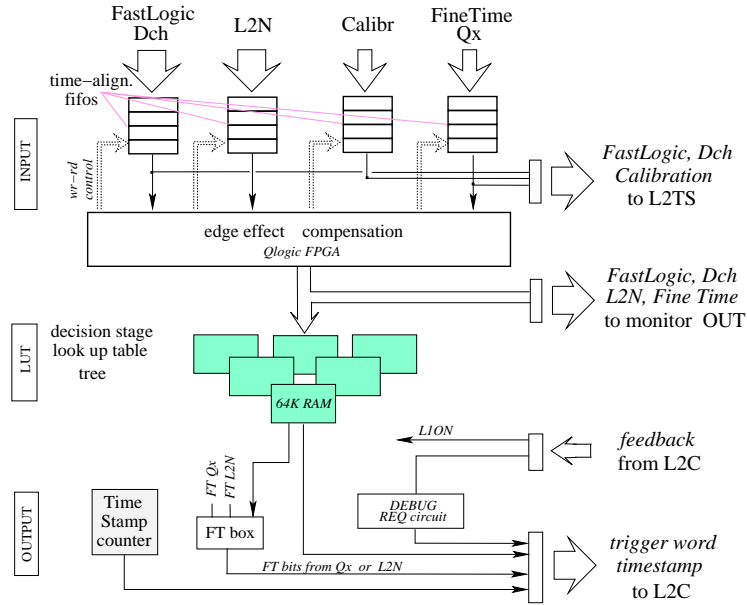 FastLogic
Dch
L2N
Calibr
FineTime
Qx
time-align.
fifos
INPUT
wr-rd
control
FastLogic, Dch
Calibration
to L2TS
edge effect compensation
Qlogic FPGA
FastLogic, Dch
L2N, Fine Time
to monitor OUT
LUT
decision stage
look up table
tree
64K RAM
L1ON
feedback
from L2C
FT Qx
FT L2N
DEBUG
REQ circuit
OUTPUT
Time
Stamp
counter
FT box
FT bits from Qx or L2N
trigger word
timestamp
to L2C